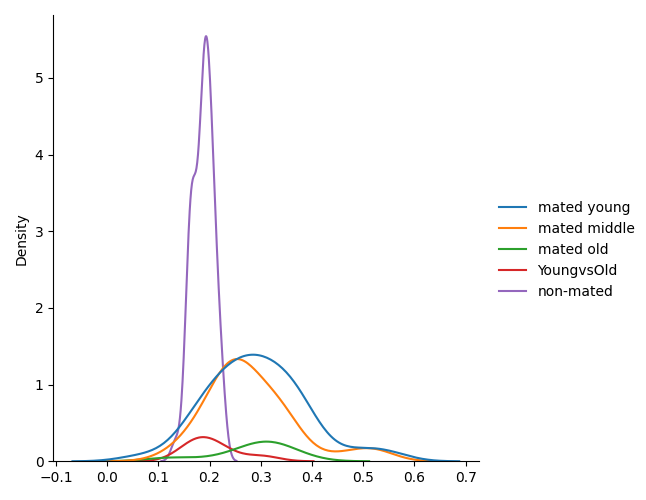 5
4
3
2
1
0
Density
−0.1 0.0 0.1 0.2 0.3 0.4 0.5 0.6 0.7
mated young
mated middle
mated old
YoungvsOld
non-mated